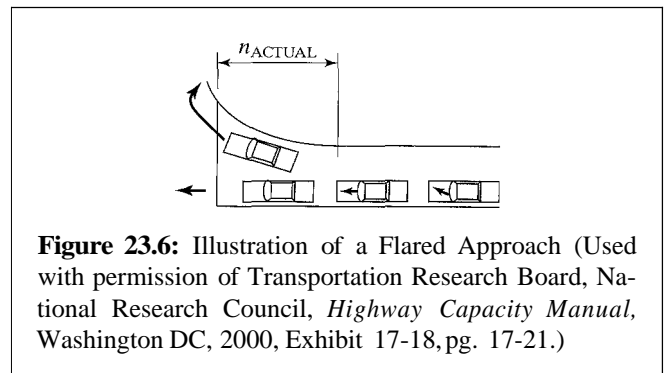 nACTUAL
Figure 23.6: Illustration of a Flared Approach (Used
with permission of Transportation Research Board, Na-
tional Research Council, Highway Capacity Manual,
Washington DC, 2000, Exhibit 17-18, pg. 17-21.)